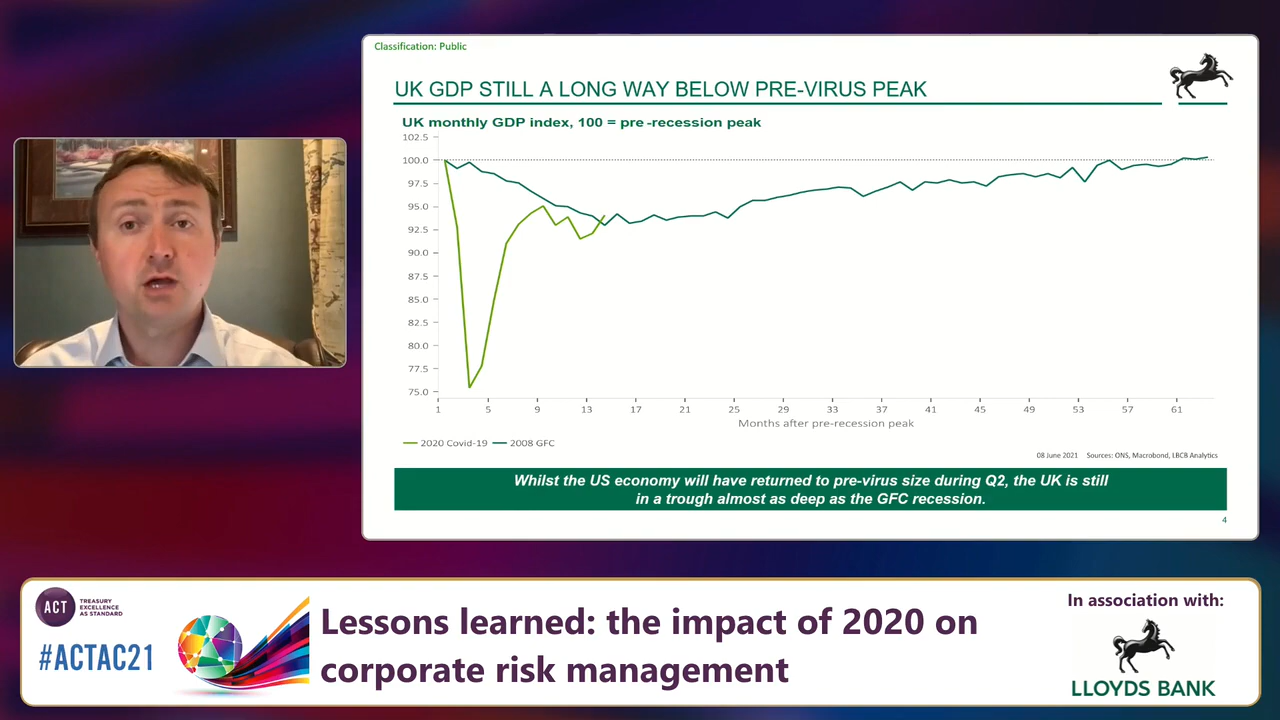 Classification: Public
UK GDP STILL A LONG WAY BELOW PRE-VIRUS PEAK
UK monthly GDP index, 100 = pre-recession peak
102.5
100.0
97.5
95.0
92.5
90.0
87.5
85.0
82.5
80.0
77.5
75.0
1 5 9 13 17 21 25 29 33 37 41 45 49 53 57 61
Months after pre-recession peak
2020 Covid-19 2008 GFC
08 June 2021 Sources: ONS, Macrobond, LBCB Analytics
Whilst the US economy will have returned to pre-virus size during Q2, the UK is still
in a trough almost as deep as the GFC recession.
4
ACT
TREASURY
EXCELLENCE
AS STANDARD
#ACTAC21
Lessons learned: the impact of 2020 on
corporate risk management
In association with:
LLOYDS BANK